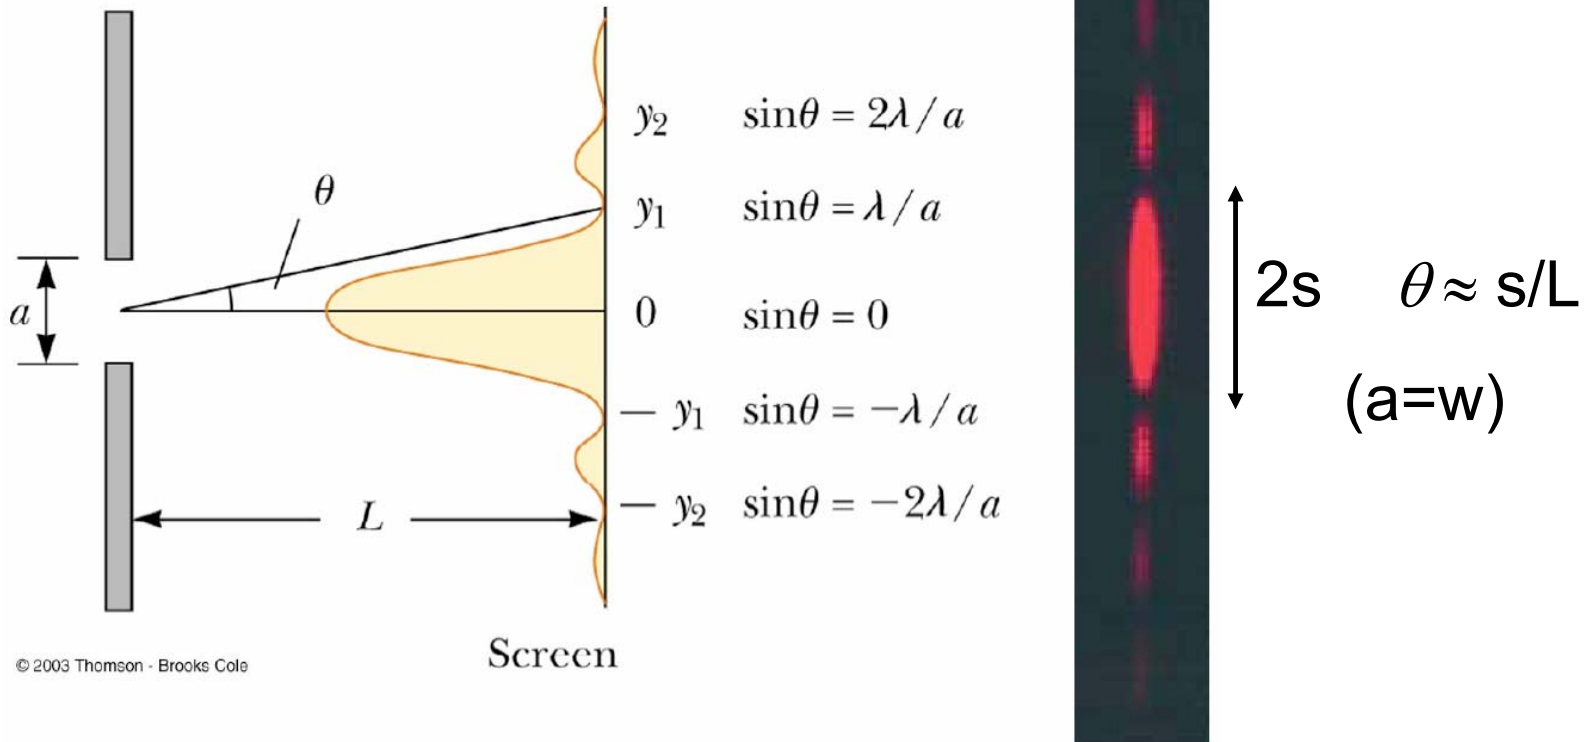 y₂ sinθ = 2λ/a
θ
y₁ sinθ = λ/a
2s θ ≈ s/L
a
0 sinθ = 0
(a=w)
— y₁ sinθ = −λ/a
L
— y₂ sinθ = −2λ/a
Screen
© 2003 Thomson - Brooks Cole